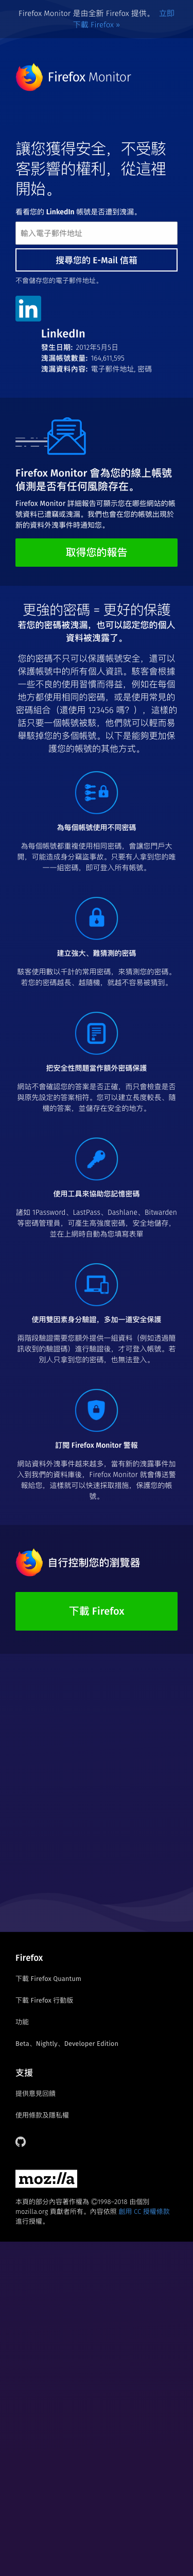 Firefox Monitor 是由全新 Firefox 提供。 立即
下載 Firefox »
Firefox Monitor
讓您獲得安全，不受駭
客影響的權利，從這裡
開始。
看看您的 LinkedIn 帳號是否遭到洩漏。
輸入電子郵件地址
搜尋您的 E-Mail 信箱
不會儲存您的電子郵件地址。
LinkedIn
發生日期: 2012年5月5日
洩漏帳號數量: 164,611,595
洩漏資料內容: 電子郵件地址, 密碼
Firefox Monitor 會為您的線上帳號
偵測是否有任何風險存在。
Firefox Monitor 詳細報告可顯示您在哪些網站的帳
號資料已遭竊或洩漏。我們也會在您的帳號出現於
新的資料外洩事件時通知您。
取得您的報告
更強的密碼 = 更好的保護
若您的密碼被洩漏，也可以認定您的個人
資料被洩露了。
您的密碼不只可以保護帳號安全，還可以
保護帳號中的所有個人資訊。駭客會根據
一些不良的使用習慣而得益，例如在每個
地方都使用相同的密碼，或是使用常見的
密碼組合（還使用 123456 嗎？），這樣的
話只要一個帳號被駭，他們就可以輕而易
舉駭掉您的多個帳號。以下是能夠更加保
護您的帳號的其他方式。
為每個帳號使用不同密碼
為每個帳號都重複使用相同密碼，會讓您門戶大
開，可能造成身分竊盜事故。只要有人拿到您的唯
一一組密碼，即可登入所有帳號。
建立強大、難猜測的密碼
駭客使用數以千計的常用密碼，來猜測您的密碼。
若您的密碼越長、越隨機，就越不容易被猜到。
把安全性問題當作額外密碼保護
網站不會確認您的答案是否正確，而只會檢查是否
與原先設定的答案相符。您可以建立長度較長、隨
機的答案，並儲存在安全的地方。
使用工具來協助您記憶密碼
諸如 1Password、LastPass、Dashlane、Bitwarden
等密碼管理員，可產生高強度密碼，安全地儲存，
並在上網時自動為您填寫表單
使用雙因素身分驗證，多加一道安全保護
兩階段驗證需要您額外提供一組資料（例如透過簡
訊收到的驗證碼）進行驗證後，才可登入帳號。若
別人只拿到您的密碼，也無法登入。
訂閱 Firefox Monitor 警報
網站資料外洩事件越來越多，當有新的洩露事件加
入到我們的資料庫後，Firefox Monitor 就會傳送警
報給您，這樣就可以快速採取措施，保護您的帳
號。
自行控制您的瀏覽器
下載 Firefox
Firefox
下載 Firefox Quantum
下載 Firefox 行動版
功能
Beta、Nightly、Developer Edition
支援
提供意見回饋
使用條款及隱私權
moz://a
本頁的部分內容著作權為 ©1998–2018 由個別
mozilla.org 貢獻者所有。內容依照 創用 CC 授權條款
進行授權。